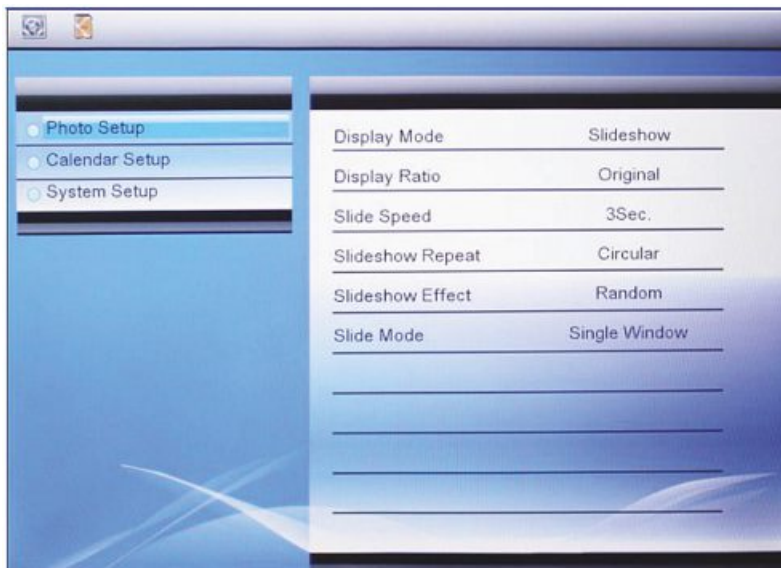 Photo Setup
Calendar Setup
System Setup
Display Mode Slideshow
Display Ratio Original
Slide Speed 3Sec.
Slideshow Repeat Circular
Slideshow Effect Random
Slide Mode Single Window